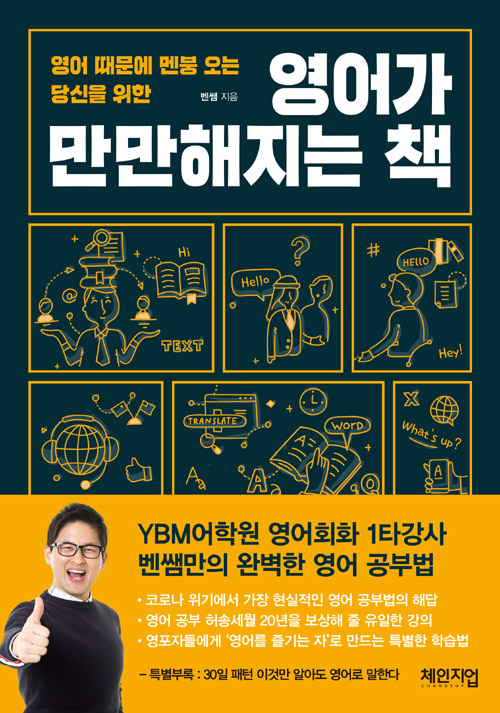 영어 때문에 멘붕 오는
당신을 위한
벤쌤 지음
영어가
만만해지는 책
Hi
@
TEXT
Hello
?
#
HELLO
Hey!
TRANSLATE
A
WORD
A
a
A
a
X
What's up?
A
YBM어학원 영어회화 1타강사
벤쌤만의 완벽한 영어 공부법
• 코로나 위기에서 가장 현실적인 영어 공부법의 해답
• 영어 공부 허송세월 20년을 보상해 줄 유일한 강의
• 영포자들에게 '영어를 즐기는 자'로 만드는 특별한 학습법
– 특별부록 : 30일 패턴 이것만 알아도 영어로 말한다
체인지업
CHANGEUP